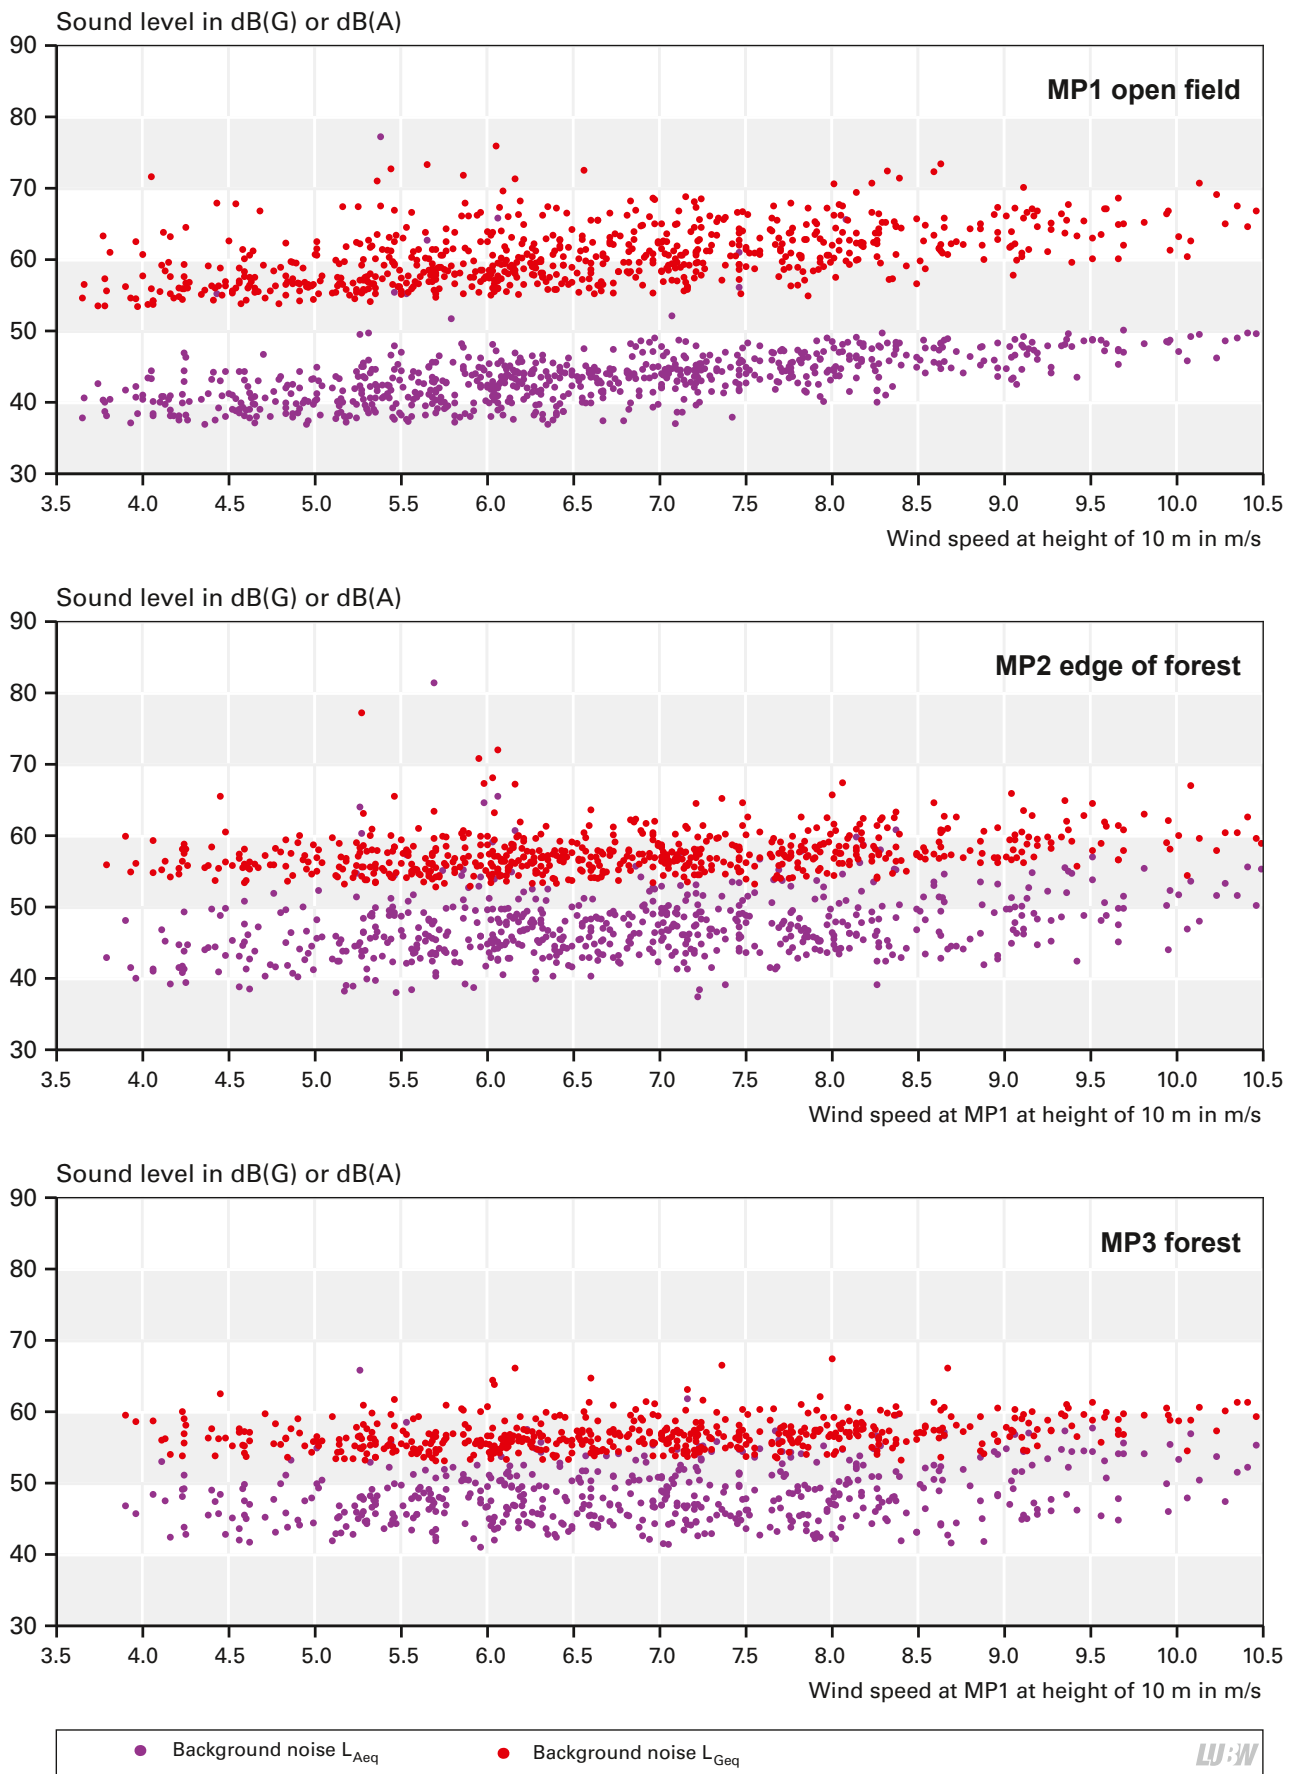 Sound level in dB(G) or dB(A)
90
80
70
60
50
40
30
MP1 open field
3.5 4.0 4.5 5.0 5.5 6.0 6.5 7.0 7.5 8.0 8.5 9.0 9.5 10.0 10.5
Wind speed at height of 10 m in m/s
Sound level in dB(G) or dB(A)
90
80
70
60
50
40
30
MP2 edge of forest
3.5 4.0 4.5 5.0 5.5 6.0 6.5 7.0 7.5 8.0 8.5 9.0 9.5 10.0 10.5
Wind speed at MP1 at height of 10 m in m/s
Sound level in dB(G) or dB(A)
90
80
70
60
50
40
30
MP3 forest
3.5 4.0 4.5 5.0 5.5 6.0 6.5 7.0 7.5 8.0 8.5 9.0 9.5 10.0 10.5
Wind speed at MP1 at height of 10 m in m/s
Background noise LAeq Background noise LGeq LUBW